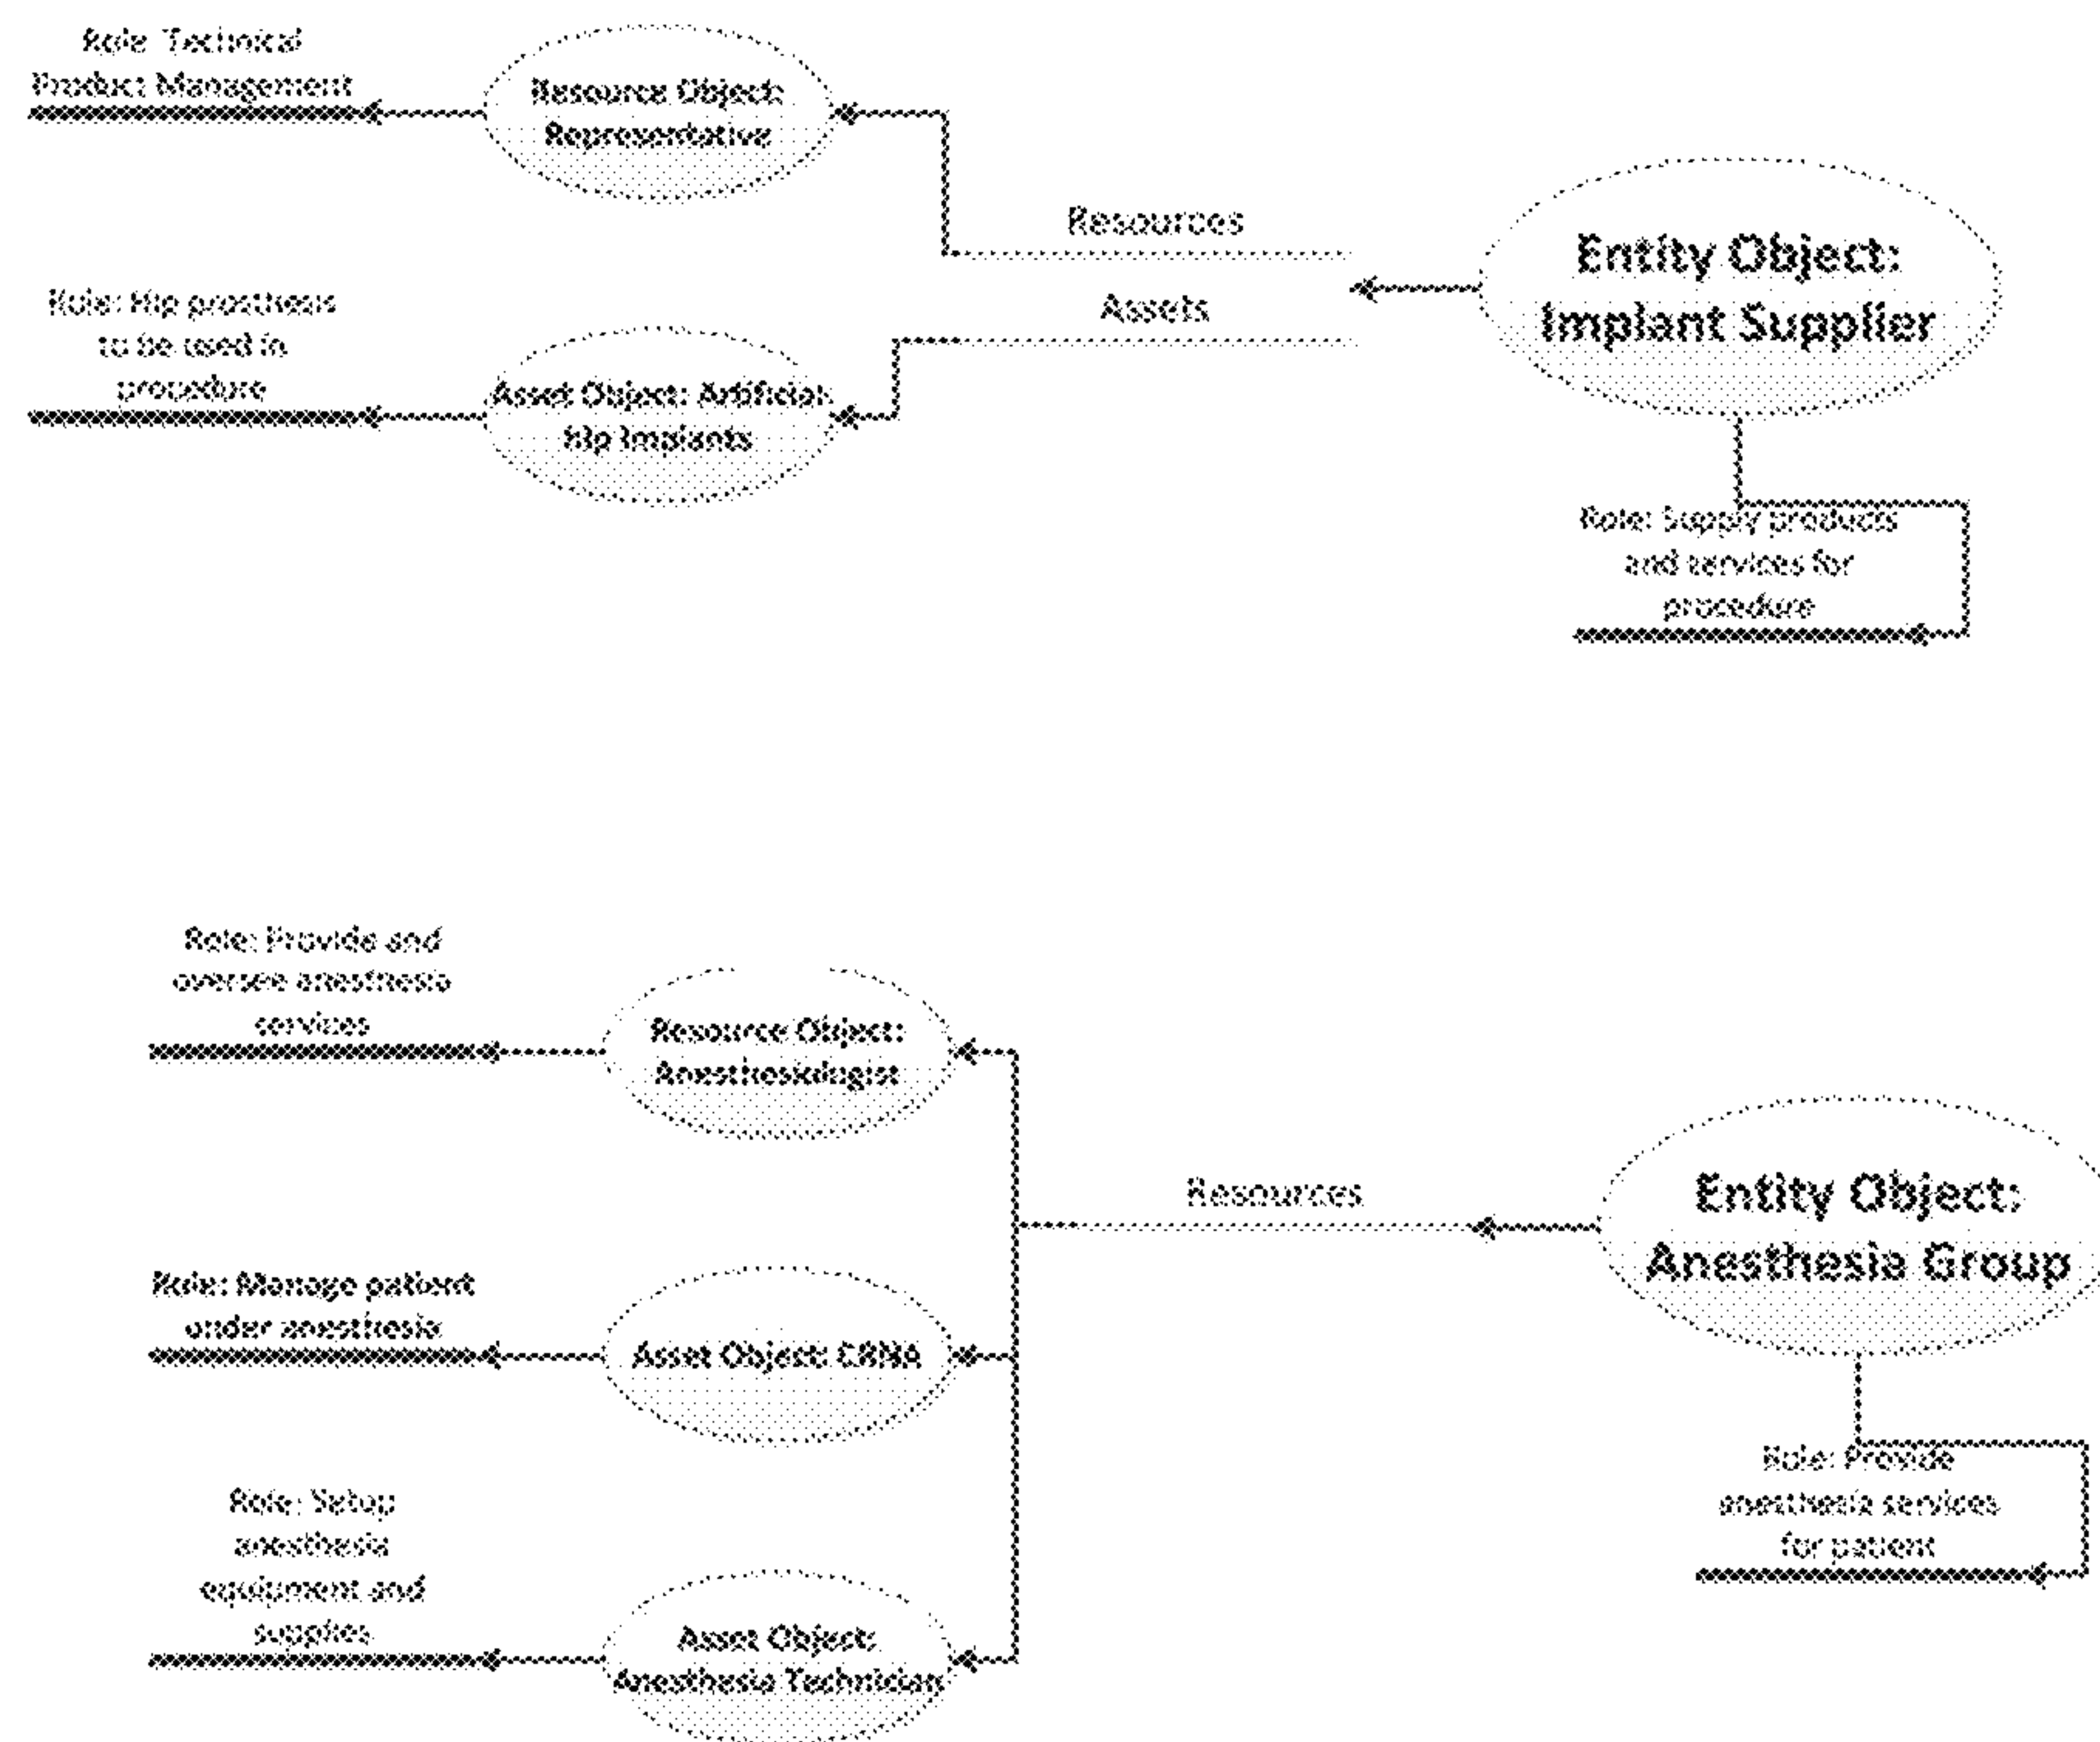 Role: Technical
Product Management
Resource Object:
Representative
Resources
Entity Object:
Implant Supplier
Assets
Role: Hip prosthesis
to be used in
procedure
Asset Object: Artificial
Hip Implants
Role: Supply products
and services for
procedure
Role: Provide and
oversee anesthesia
services
Resource Object:
Anesthesiologist
Resources
Entity Object:
Anesthesia Group
Role: Manage patient
under anesthesia
Asset Object: CRNA
Role: Provide
anesthesia services
for patient
Role: Setup
anesthesia
equipment and
supplies
Asset Object:
Anesthesia Technician